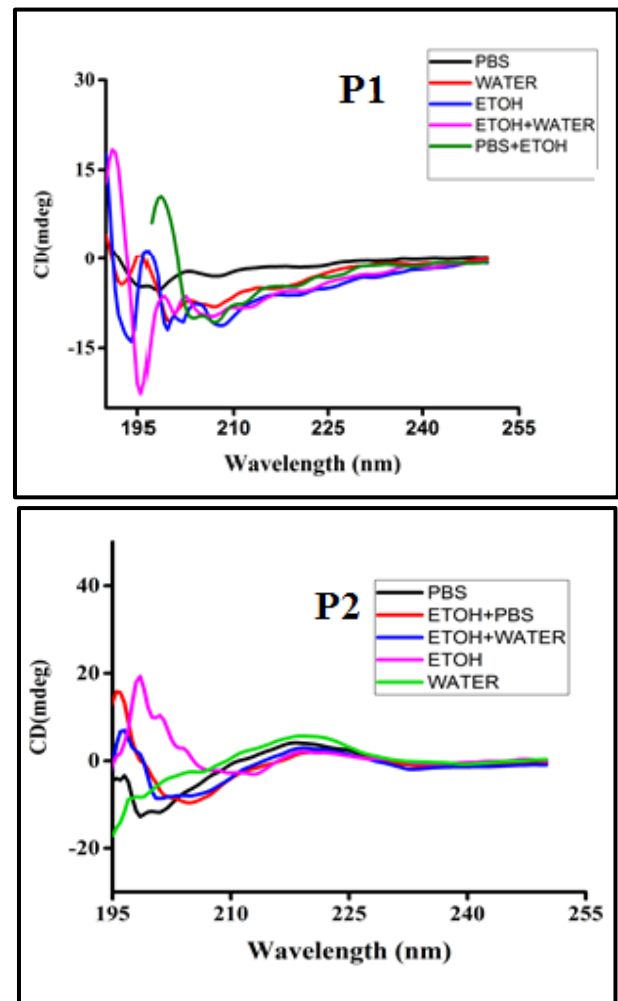 P1
PBS
WATER
ETOH
ETOH+WATER
PBS+ETOH
30
15
0
-15
CD(mdeg)
195 210 225 240 255
Wavelength (nm)
P2
PBS
ETOH+PBS
ETOH+WATER
ETOH
WATER
40
20
0
-20
CD(mdeg)
195 210 225 240 255
Wavelength (nm)